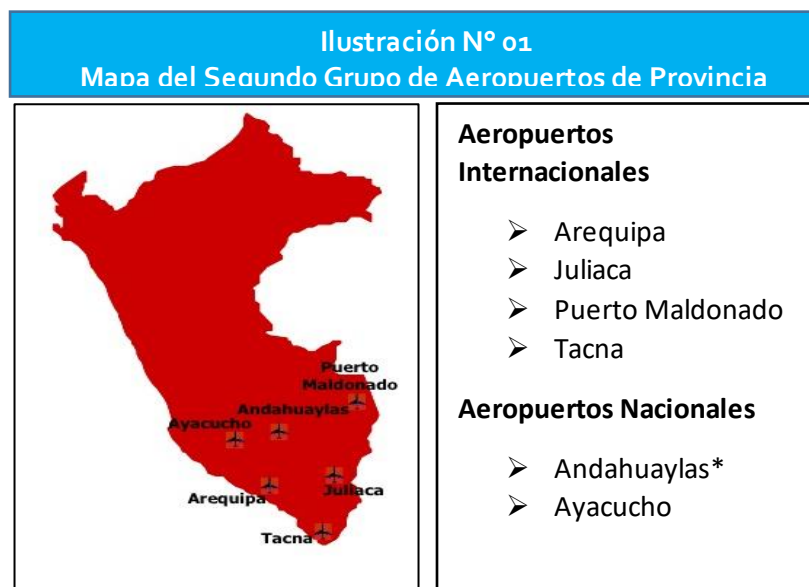 Ilustración N° 01
Mapa del Segundo Grupo de Aeropuertos de Provincia
Puerto
Maldonado
Andahuaylas
Ayacucho
Juliaca
Arequipa
Tacna
Aeropuertos
Internacionales
➤ Arequipa
➤ Juliaca
➤ Puerto Maldonado
➤ Tacna
Aeropuertos Nacionales
➤ Andahuaylas*
➤ Ayacucho